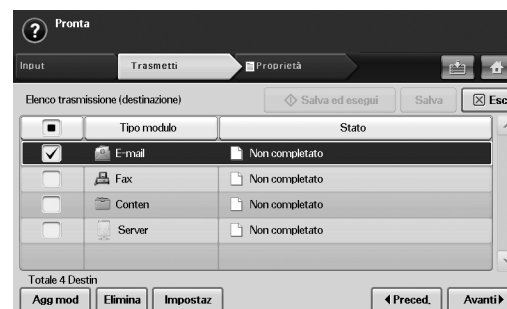 ? Pronta
Input Trasmetti Proprietà
Elenco trasmissione (destinazione) Salva ed esegui Salva Esc
Tipo modulo Stato
E-mail Non completato
Fax Non completato
Conten Non completato
Server Non completato
Totale 4 Destin
Agg mod Elimina Impostaz Preced. Avanti